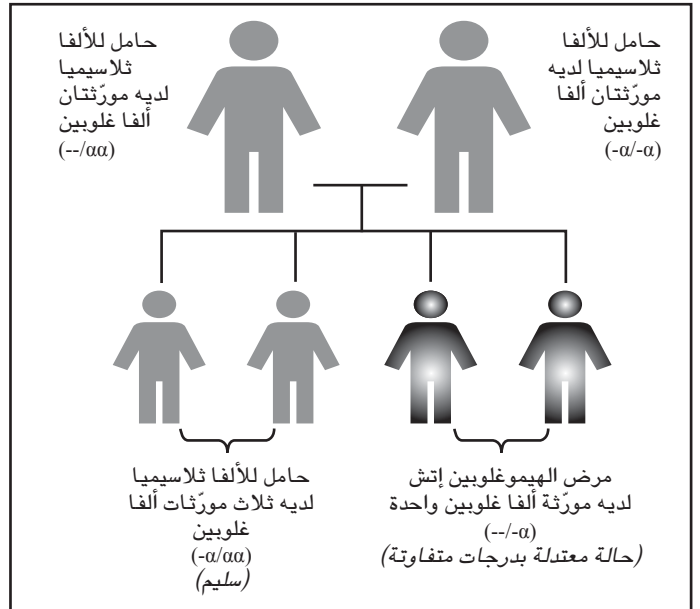 حامل للألفا
ثلاسيميا لديه
مورّثتان ألفا
غلوبين
(-α/-α)
حامل للألفا
ثلاسيميا
لديه مورّثتان
ألفا غلوبين
(--/αα)
مرض الهيموغلوبين إتش
لديه مورّثة ألفا غلوبين واحدة
(--/-α)
(حالة معتدلة بدرجات متفاوتة)
حامل للألفا ثلاسيميا
لديه ثلاث مورّثات ألفا
غلوبين
(-α/αα)
(سليم)